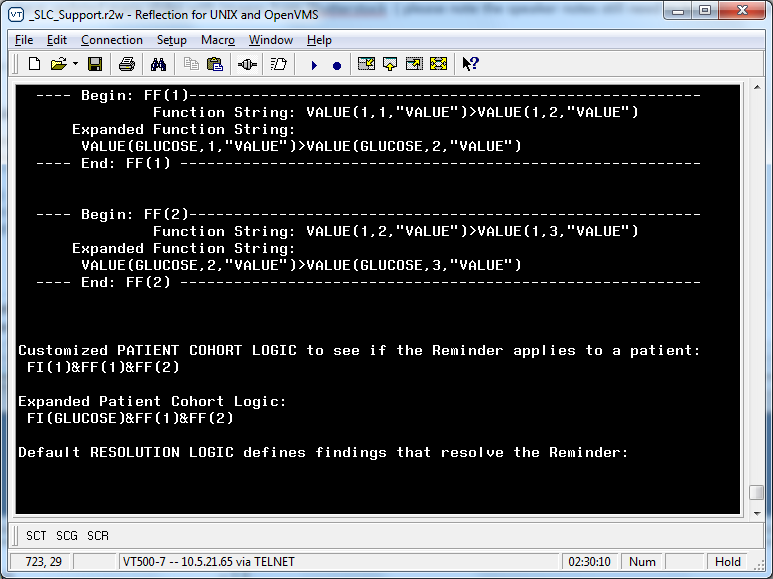 _SLC_Support.r2w - Reflection for UNIX and OpenVMS
File Edit Connection Setup Macro Window Help
---- Begin: FF(1)---------------------------------------------------------
Function String: VALUE(1,1,"VALUE")>VALUE(1,2,"VALUE")
Expanded Function String:
VALUE(GLUCOSE,1,"VALUE")>VALUE(GLUCOSE,2,"VALUE")
---- End: FF(1) ----------------------------------------------------------
---- Begin: FF(2)---------------------------------------------------------
Function String: VALUE(1,2,"VALUE")>VALUE(1,3,"VALUE")
Expanded Function String:
VALUE(GLUCOSE,2,"VALUE")>VALUE(GLUCOSE,3,"VALUE")
---- End: FF(2) ----------------------------------------------------------
Customized PATIENT COHORT LOGIC to see if the Reminder applies to a patient:
FI(1)&FF(1)&FF(2)
Expanded Patient Cohort Logic:
FI(GLUCOSE)&FF(1)&FF(2)
Default RESOLUTION LOGIC defines findings that resolve the Reminder:
SCT SCG SCR
723, 29 VT500-7 -- 10.5.21.65 via TELNET 02:30:10 Num Hold